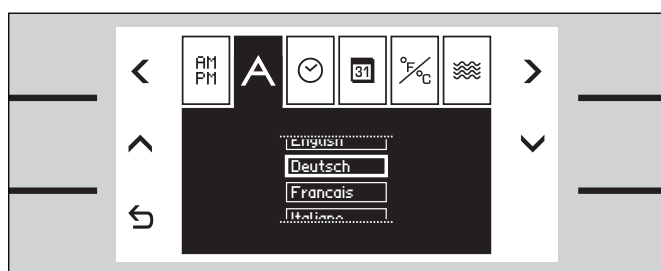 AM
PM
A
31
°F/°C
English
Deutsch
Francais
Italiano